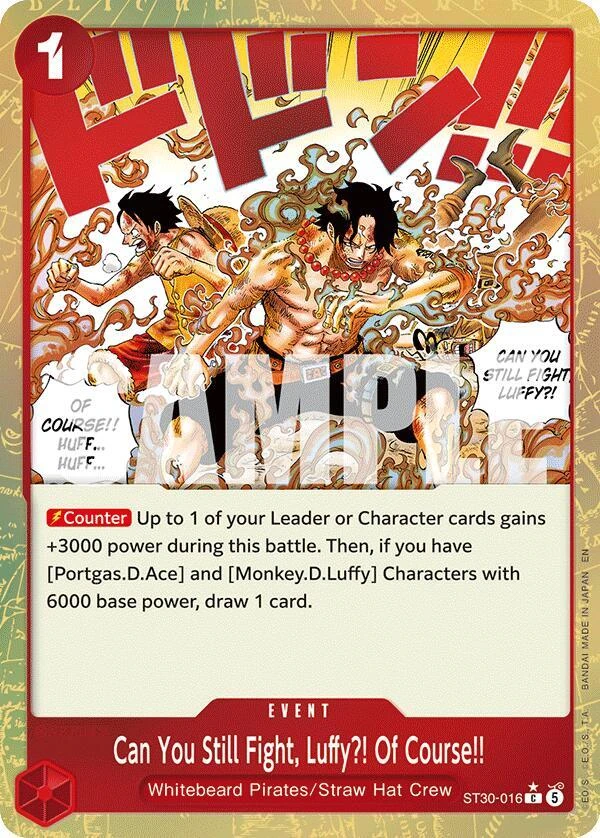 1
ドドン!!
CAN YOU
STILL FIGHT,
LUFFY?!
OF
COURSE!!
HUFF...
HUFF...
Counter Up to 1 of your Leader or Character cards gains
+3000 power during this battle. Then, if you have
[Portgas.D.Ace] and [Monkey.D.Luffy] Characters with
6000 base power, draw 1 card.
EVENT
Can You Still Fight, Luffy?! Of Course!!
Whitebeard Pirates/Straw Hat Crew
ST30-016 C 5
©E.O./S. ©E.O./S., T.A. BANDAI MADE IN JAPAN EN